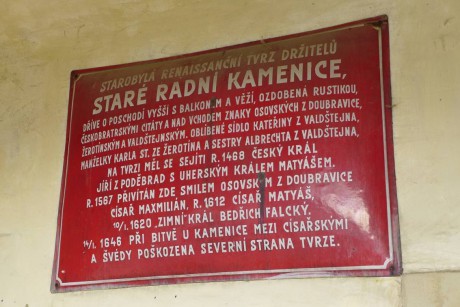 STAROBYLÁ RENAISSANČNÍ TVRZ DRŽITELŮ
STARÉ RADNÍ KAMENICE,
DŘÍVE O POSCHODÍ VYŠŠÍ S BALKONEM A VĚŽÍ, OZDOBENÁ RUSTIKOU,
ČESKOBRATRSKÝMI CITÁTY A NAD VCHODEM ZNAKY OSOVSKÝCH Z DOUBRAVICE,
ŽEROTÍNSKÝM A VALDŠTEJNSKÝM. OBLÍBENÉ SÍDLO KATEŘINY Z VALDŠTEJNA,
MANŽELKY KARLA ST. ZE ŽEROTÍNA A SESTRY ALBRECHTA Z VALDŠTEJNA,
NA TVRZI MĚL SE SEJÍTI R. 1468 ČESKÝ KRÁL
JIŘÍ Z PODĚBRAD S UHERSKÝM KRÁLEM MATYÁŠEM.
R. 1567 PŘIVÍTÁN ZDE SMILEM OSOVSKÝM Z DOUBRAVICE
CÍSAŘ MAXMILIÁN, R. 1612 CÍSAŘ MATYÁŠ,
10/I. 1620 „ZIMNÍ" KRÁL BEDŘICH FALCKÝ.
14/I. 1646 PŘI BITVĚ U KAMENICE MEZI CÍSAŘSKÝMI
A ŠVÉDY POŠKOZENA SEVERNÍ STRANA TVRZE.